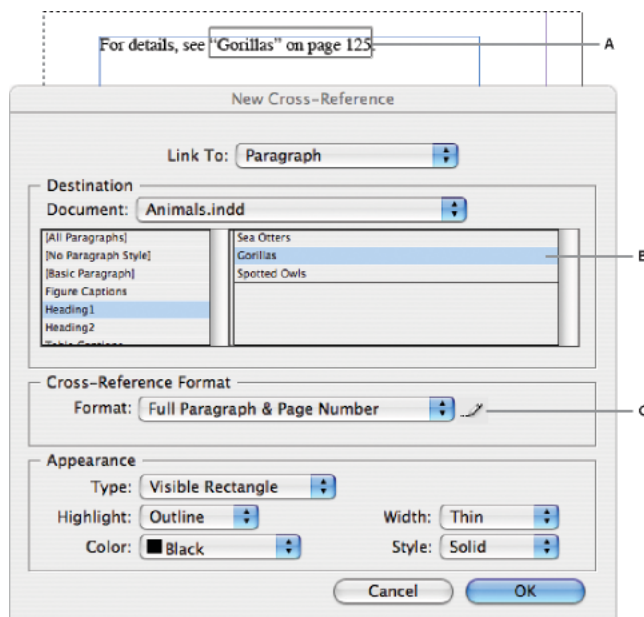 For details, see “Gorillas” on page 125.
A
New Cross-Reference
Link To: Paragraph
Destination
Document: Animals.indd
[All Paragraphs]
[No Paragraph Style]
[Basic Paragraph]
Figure Captions
Heading1
Heading2
Table Captions
Sea Otters
Gorillas
Spotted Owls
B
Cross-Reference Format
Format: Full Paragraph & Page Number
C
Appearance
Type: Visible Rectangle
Highlight: Outline
Width: Thin
Color: Black
Style: Solid
Cancel
OK